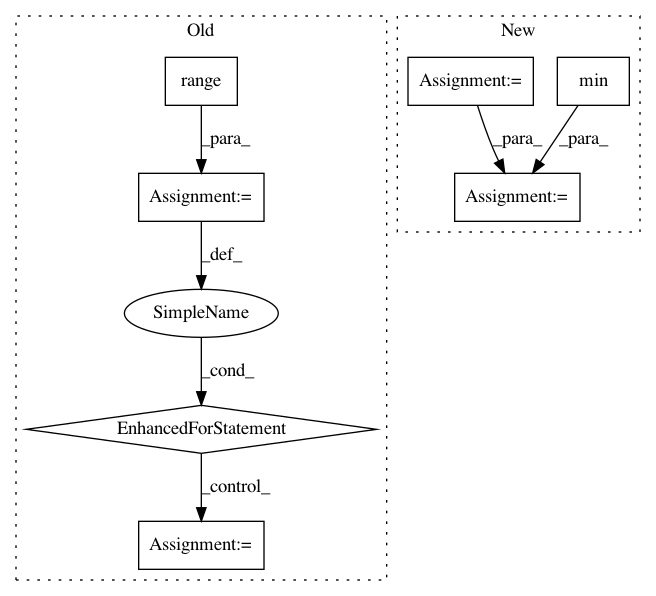 Old
New
range
Assignment:=
min
_para_
_para_
_para_
Assignment:=
Assignment:=
_def_
SimpleName
_cond_
EnhancedForStatement
_control_
Assignment:=